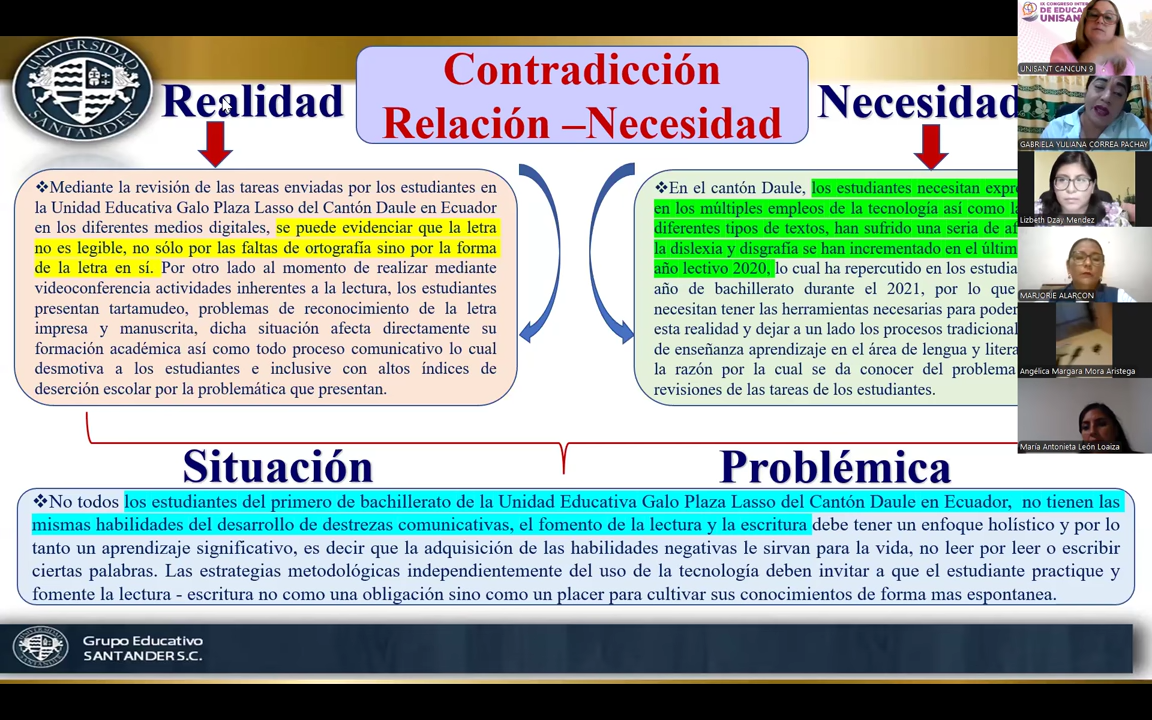 UNIVERSIDAD
SANTANDER
Realidad
Contradicción
Relación –Necesidad
Necesidad
❖Mediante la revisión de las tareas enviadas por los estudiantes en
la Unidad Educativa Galo Plaza Lasso del Cantón Daule en Ecuador
en los diferentes medios digitales, se puede evidenciar que la letra
no es legible, no sólo por las faltas de ortografía sino por la forma
de la letra en sí. Por otro lado al momento de realizar mediante
videoconferencia actividades inherentes a la lectura, los estudiantes
presentan tartamudeo, problemas de reconocimiento de la letra
impresa y manuscrita, dicha situación afecta directamente su
formación académica así como todo proceso comunicativo lo cual
desmotiva a los estudiantes e inclusive con altos índices de
deserción escolar por la problemática que presentan.
❖En el cantón Daule, los estudiantes necesitan expre
en los múltiples empleos de la tecnología así como
diferentes tipos de textos, han sufrido una seria de
la dislexia y disgrafía se han incrementado en el últim
año lectivo 2020, lo cual ha repercutido en los estudia
año de bachillerato durante el 2021, por lo que
necesitan tener las herramientas necesarias para poder
esta realidad y dejar a un lado los procesos tradicional
de enseñanza aprendizaje en el área de lengua y litera
la razón por la cual se da conocer del problema
revisiones de las tareas de los estudiantes.
Situación
Problémica
❖No todos los estudiantes del primero de bachillerato de la Unidad Educativa Galo Plaza Lasso del Cantón Daule en Ecuador, no tienen las
mismas habilidades del desarrollo de destrezas comunicativas, el fomento de la lectura y la escritura debe tener un enfoque holístico y por lo
tanto un aprendizaje significativo, es decir que la adquisición de las habilidades negativas le sirvan para la vida, no leer por leer o escribir
ciertas palabras. Las estrategias metodológicas independientemente del uso de la tecnología deben invitar a que el estudiante practique y
fomente la lectura - escritura no como una obligación sino como un placer para cultivar sus conocimientos de forma mas espontanea.
Grupo Educativo
SANTANDER S.C.
IX CONGRESO INTER
DE EDUCA
UNISAN
UNISANT CANCUN 9
GABRIELA YULIANA CORREA PACHAY
Lizbeth Dzay Mendez
MARJORIE ALARCON
Angélica Margara Mora Aristega
María Antonieta León Loaiza